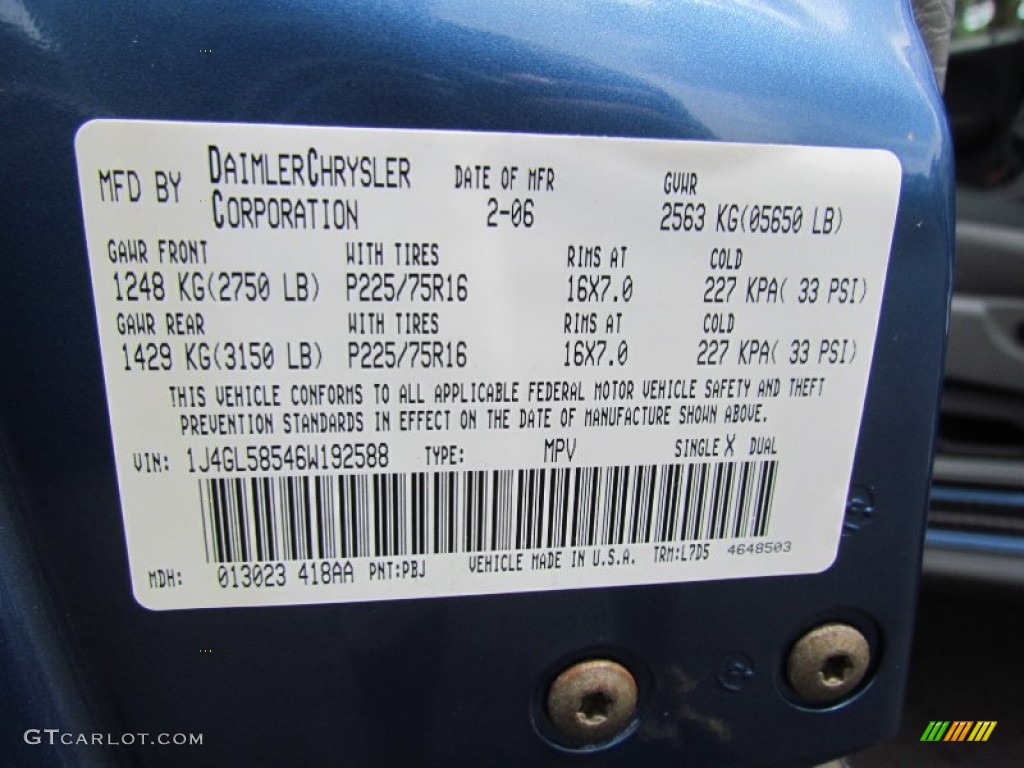 MFD BY DAIMLERCHRYSLER CORPORATION DATE OF MFR 2-06 GVWR 2563 KG(05650 LB)
GAWR FRONT WITH TIRES RIMS AT COLD
1248 KG(2750 LB) P225/75R16 16X7.0 227 KPA( 33 PSI)
GAWR REAR WITH TIRES RIMS AT COLD
1429 KG(3150 LB) P225/75R16 16X7.0 227 KPA( 33 PSI)
THIS VEHICLE CONFORMS TO ALL APPLICABLE FEDERAL MOTOR VEHICLE SAFETY AND THEFT
PREVENTION STANDARDS IN EFFECT ON THE DATE OF MANUFACTURE SHOWN ABOVE.
VIN: 1J4GL58546W192588 TYPE: MPV SINGLE X DUAL
MDH: 013023 418AA PNT:PBJ VEHICLE MADE IN U.S.A. TRM:L7D5 4648503
GTCARLOT.COM